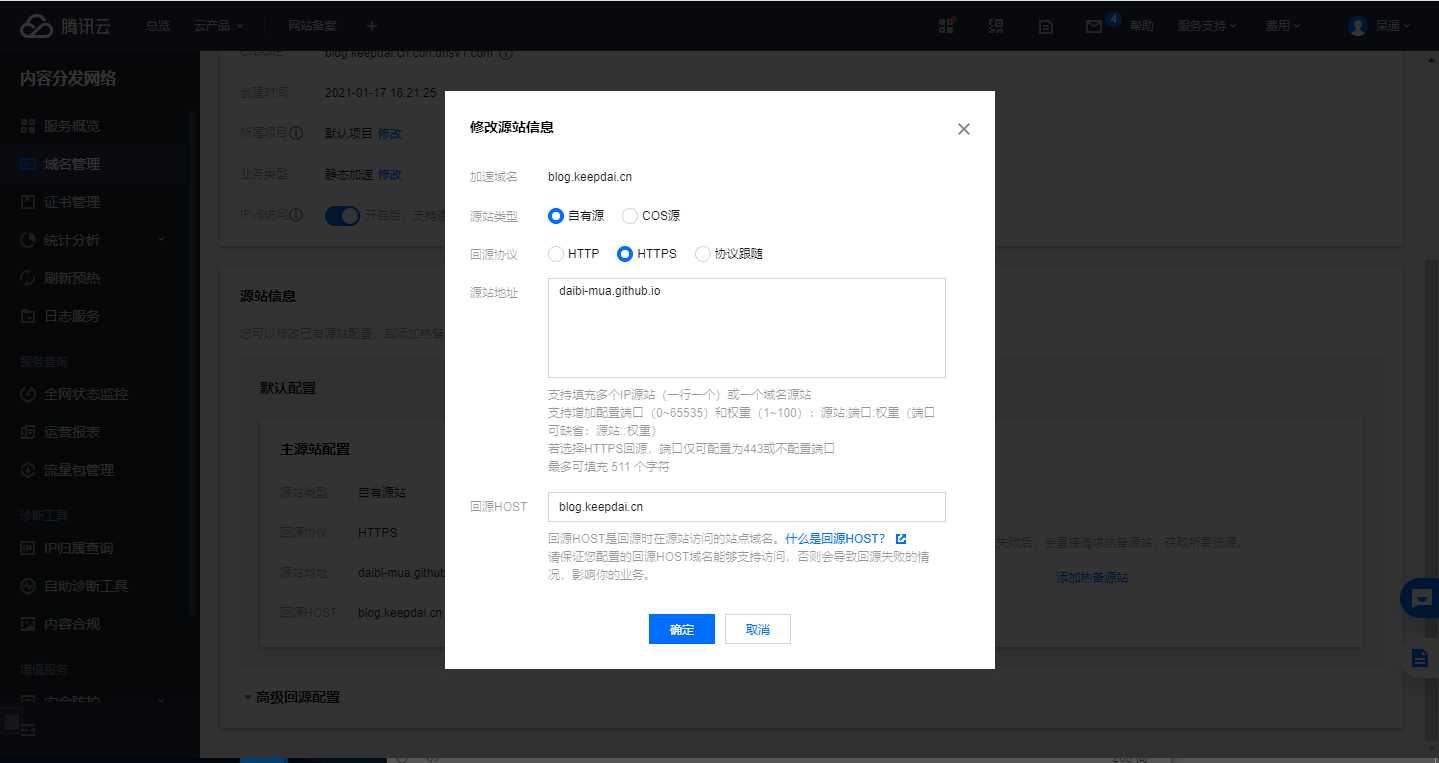 腾讯云
总览
云产品
网站备案
4
帮助
服务支持
费用
呆逼
内容分发网络
服务概览
域名管理
证书管理
统计分析
刷新预热
日志服务
服务查询
全网状态监控
运营报表
流量包管理
诊断工具
IP归属查询
自助诊断工具
内容合规
增值服务
安全防护
CNAME
blog.keepdai.cn.cdn.dnsv1.com
创建时间
2021-01-17 16:21:25
所属项目
默认项目 修改
业务类型
静态加速 修改
IPv6访问
开启后，支持
源站信息
您可以修改已有源站配置，或添加热备
默认配置
主源站配置
源站类型
自有源站
回源协议
HTTPS
源站地址
daibi-mua.github
回源HOST
blog.keepdai.cn
失败后，会直接请求热备源站，获取所需资源。
添加热备源站
高级回源配置
修改源站信息
加速域名
blog.keepdai.cn
源站类型
自有源
COS源
回源协议
HTTP
HTTPS
协议跟随
源站地址
daibi-mua.github.io
支持填充多个IP源站（一行一个）或一个域名源站
支持增加配置端口（0~65535）和权重（1~100）：源站:端口:权重（端口
可缺省：源站::权重）
若选择HTTPS回源，端口仅可配置为443或不配置端口
最多可填充 511 个字符
回源HOST
blog.keepdai.cn
回源HOST是回源时在源站访问的站点域名。什么是回源HOST？
请保证您配置的回源HOST域名能够支持访问，否则会导致回源失败的情
况，影响你的业务。
确定
取消